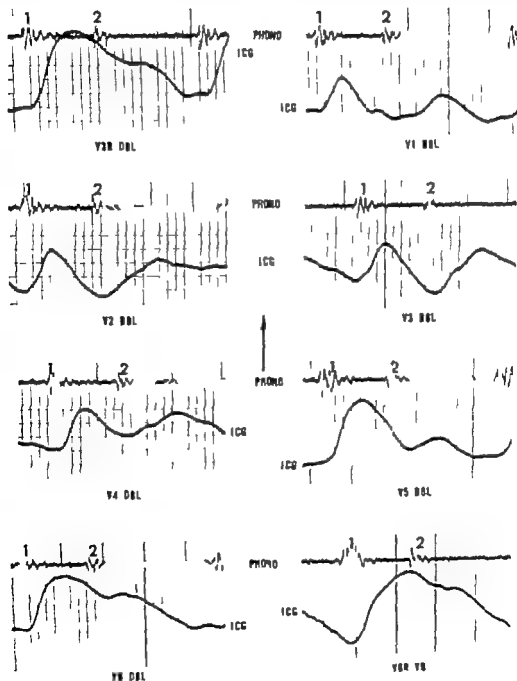 1 2 PHONO 1 2
ICG ICG
V3R DBL V1 DBL
1 2 PHONO 1 2
ICG
V2 DBL V3 DBL
1 2 PHONO 1 2
ICG ICG
V4 DBL V5 DBL
1 2 PHONO 2
ICG ICG
V6 DBL V6R V6